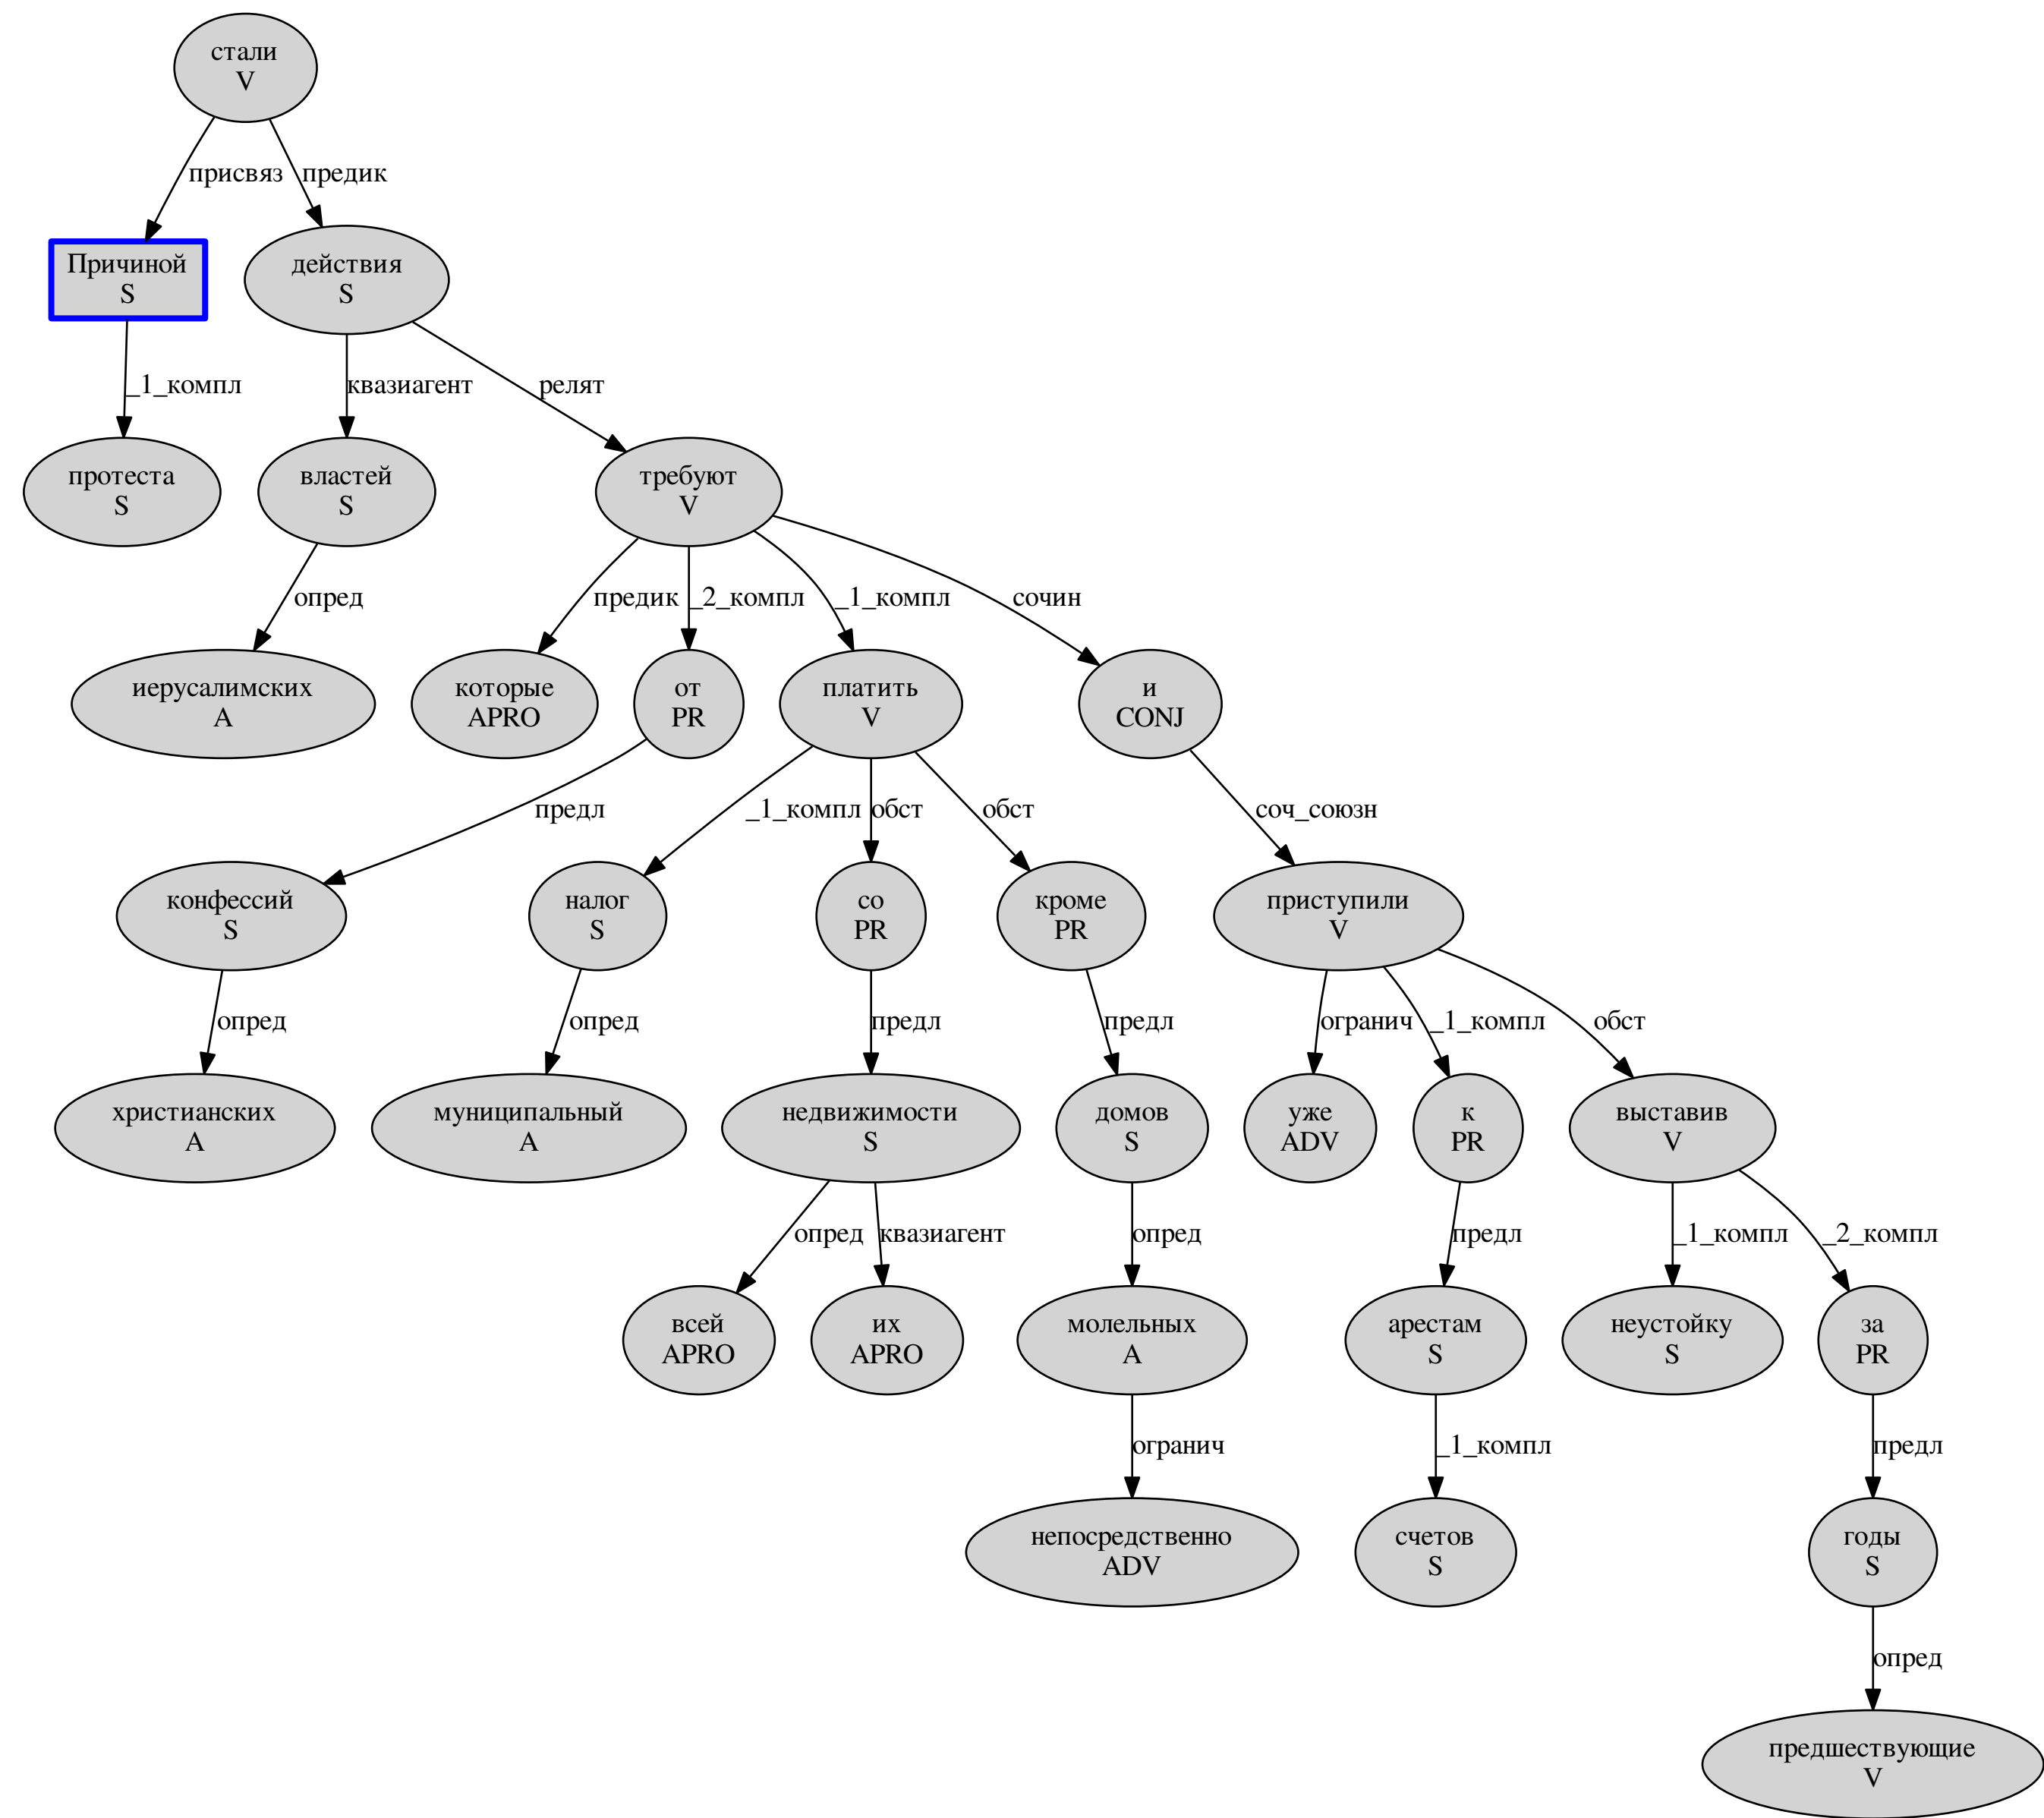 стали
V
присвяз
предик
Причиной
S
действия
S
_1_компл
квазиагент
релят
протеста
S
властей
S
требуют
V
опред
предик
_2_компл
_1_компл
сочин
иерусалимских
A
которые
APRO
от
PR
платить
V
и
CONJ
предл
_1_компл
обст
обст
соч_союзн
конфессий
S
налог
S
со
PR
кроме
PR
приступили
V
опред
опред
предл
предл
огранич
_1_компл
обст
христианских
A
муниципальный
A
недвижимости
S
домов
S
уже
ADV
к
PR
выставив
V
опред
квазиагент
опред
предл
_1_компл
_2_компл
всей
APRO
их
APRO
молельных
A
арестам
S
неустойку
S
за
PR
огранич
_1_компл
предл
непосредственно
ADV
счетов
S
годы
S
опред
предшествующие
V